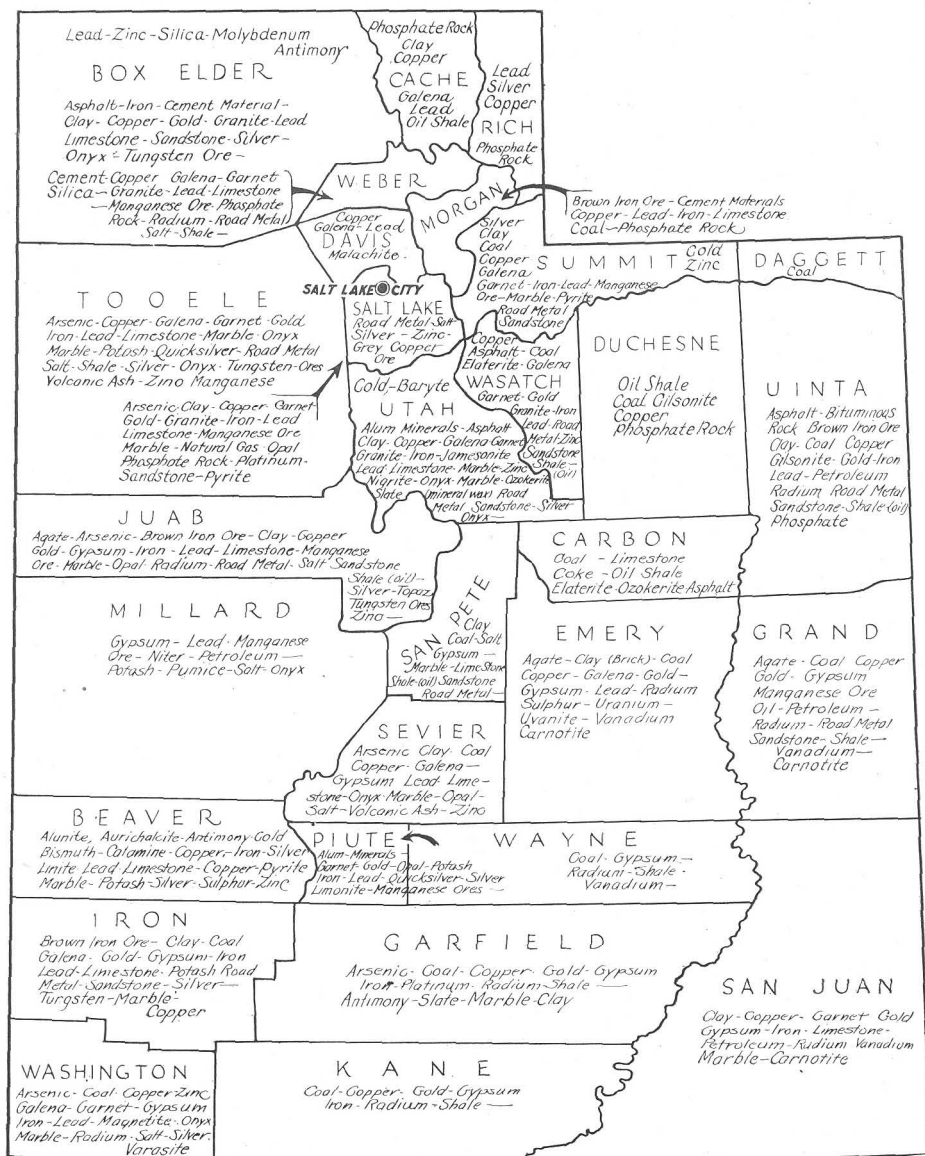 Lead-Zinc-Silica-Molybdenum
Antimony
BOX ELDER
Asphalt-Iron-Cement Material-
Clay-Copper-Gold-Granite-Lead
Limestone-Sandstone-Silver-
Onyx-Tungsten Ore-
Cement-Copper Galena-Garnet
Silica-Granite-Lead-Limestone
-Manganese Ore-Phosphate
Rock-Radium-Road Metal
Salt-Shale-
Phosphate Rock
Clay
Copper
CACHE
Galena
Lead
Oil Shale
Lead
Silver
Copper
RICH
Phosphate
Rock
WEBER
MORGAN
Brown Iron Ore-Cement Materials
Copper-Lead-Iron-Limestone
Coal-Phosphate Rock
Copper
Galena-Lead
DAVIS
Malachite-
Silver
Clay
Coal
Copper
Galena
SUMMIT
Gold
Zinc
Garnet-Iron-Lead-Manganese
Ore-Marble-Pyrite
Road Metal
Sandstone
DAGGETT
Coal
TOOELE
Arsenic-Copper-Galena-Garnet-Gold
Iron-Lead-Limestone-Marble-Onyx
Marble-Potash-Quicksilver-Road Metal
Salt-Shale-Silver-Onyx-Tungsten-Ores
Volcanic Ash-Zino Manganese
SALT LAKE CITY
SALT LAKE
Road Metal-Salt
Silver-Zinc-
Grey Copper
Ore
Arsenic-Clay-Copper-Garnet
Gold-Granite-Iron-Lead
Limestone-Manganese Ore
Marble-Natural Gas Opal
Phosphate Rock-Platinum-
Sandstone-Pyrite
Gold-Baryte
UTAH
Alum Minerals-Asphalt
Clay-Copper-Galena Garnet
Granite-Iron-Jamesonite
Lead Limestone-Marble-Zinc
Nigrite-Onyx-Marble-Ozokerite
Slate (mineral wax) Road
Metal Sandstone-Silver
Onyx-
Copper
Asphalt-Coal
Elaterite-Galena
WASATCH
Garnet-Gold
Granite-Iron
Lead-Road
Metal-Zinc
Sandstone
Shale-
(Oil)
DUCHESNE
Oil Shale
Coal Gilsonite
Copper
Phosphate Rock
UINTA
Asphalt-Bituminous
Rock Brown Iron Ore
Clay-Coal Copper
Gilsonite-Gold-Iron
Lead-Petroleum
Radium Road Metal
Sandstone-Shale (oil)
Phosphate
JUAB
Agate-Arsenic-Brown Iron Ore-Clay-Copper
Gold-Gypsum-Iron-Lead-Limestone-Manganese
Ore-Marble-Opal Radium-Road Metal-Salt Sandstone
Shale (oil)-
Silver-Topaz
Tungsten Ores
Zino-
CARBON
Coal - Limestone
Coke - Oil Shale
Elaterite-Ozokerite Asphalt
MILLARD
Gypsum-Lead-Manganese
Ore-Niter-Petroleum-
Potash-Pumice-Salt-Onyx
SAN PETE
Clay
Coal-Salt
Gypsum-
Marble-Limestone
Shale(oil) Sandstone
Road Metal-
EMERY
Agate-Clay (Brick)-Coal
Copper-Galena-Gold-
Gypsum-Lead-Radium
Sulphur-Uranium-
Uvanite-Vanadium
Carnotite
GRAND
Agate-Coal Copper
Gold-Gypsum
Manganese Ore
Oil-Petroleum-
Radium-Road Metal
Sandstone-Shale-
Vanadium-
Carnotite
SEVIER
Arsenic Clay-Coal
Copper-Galena-
Gypsum Lead Lime-
stone-Onyx Marble-Opal-
Salt-Volcanic Ash-Zino
BEAVER
Alunite, Aurichalcite-Antimony-Gold
Bismuth-Calamine-Copper-Iron-Silver
Linite Lead Limestone-Copper-Pyrite
Marble-Potash-Silver-Sulphur-Zinc
PIUTE
Alum-Minerals-
Garnet Gold-Opal-Potash
Iron-Lead-Quicksilver-Silver
Limonite-Manganese Ores-
WAYNE
Coal-Gypsum-
Radium-Shale-
Vanadium-
IRON
Brown Iron Ore-Clay-Coal
Galena-Gold-Gypsum-Iron
Lead-Limestone-Potash Road
Metal-Sandstone-Silver-
Turgsten-Marble-
Copper
GARFIELD
Arsenic-Coal-Copper-Gold-Gypsum
Iron-Platinum-Radium-Shale-
Antimony-Slate-Marble-Clay
SAN JUAN
Clay-Copper-Garnet Gold
Gypsum-Iron-Limestone-
Petroleum-Radium Vanadium
Marble-Carnotite
WASHINGTON
Arsenic-Coal-Copper-Zinc
Galena-Garnet-Gypsum
Iron-Lead-Magnetite-Onyx
Marble-Radium-Salt-Silver-
Varasite
KANE
Coal-Copper-Gold-Gypsum
Iron-Radium-Shale-